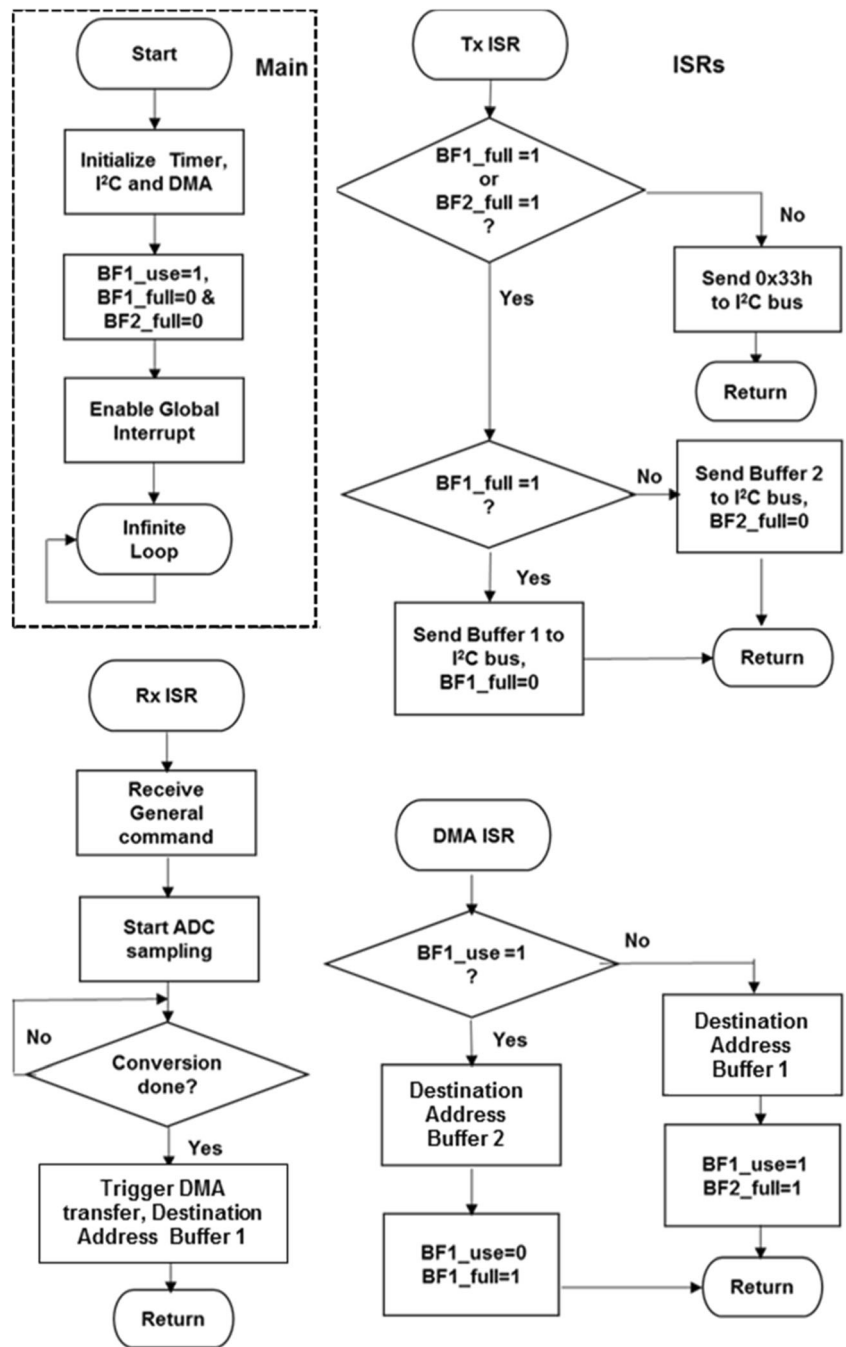 Start
Main
Initialize Timer,
I²C and DMA
BF1_use=1,
BF1_full=0 &
BF2_full=0
Enable Global
Interrupt
Infinite
Loop
Tx ISR
ISRs
BF1_full =1
or
BF2_full =1
?
No
Yes
Send 0x33h
to I²C bus
Return
BF1_full =1
?
No
Yes
Send Buffer 2
to I²C bus,
BF2_full=0
Send Buffer 1 to
I²C bus,
BF1_full=0
Return
Rx ISR
Receive
General
command
Start ADC
sampling
No
Conversion
done?
Yes
Trigger DMA
transfer, Destination
Address Buffer 1
Return
DMA ISR
BF1_use=1
?
No
Yes
Destination
Address
Buffer 2
BF1_use=0
BF1_full=1
Destination
Address
Buffer 1
BF1_use=1
BF2_full=1
Return